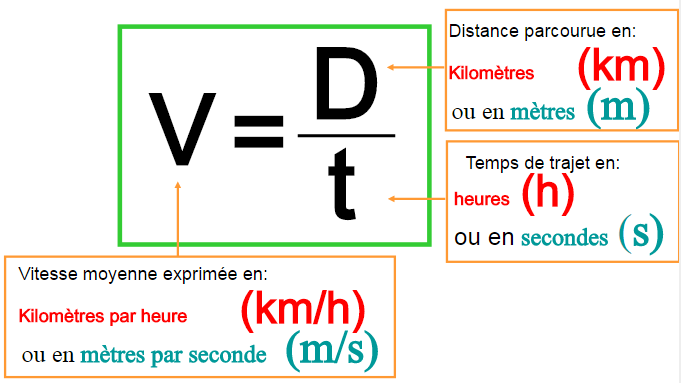 V = D
t
Distance parcourue en:
Kilomètres (km)
ou en mètres (m)
Temps de trajet en:
heures (h)
ou en secondes (s)
Vitesse moyenne exprimée en:
Kilomètres par heure (km/h)
ou en mètres par seconde (m/s)